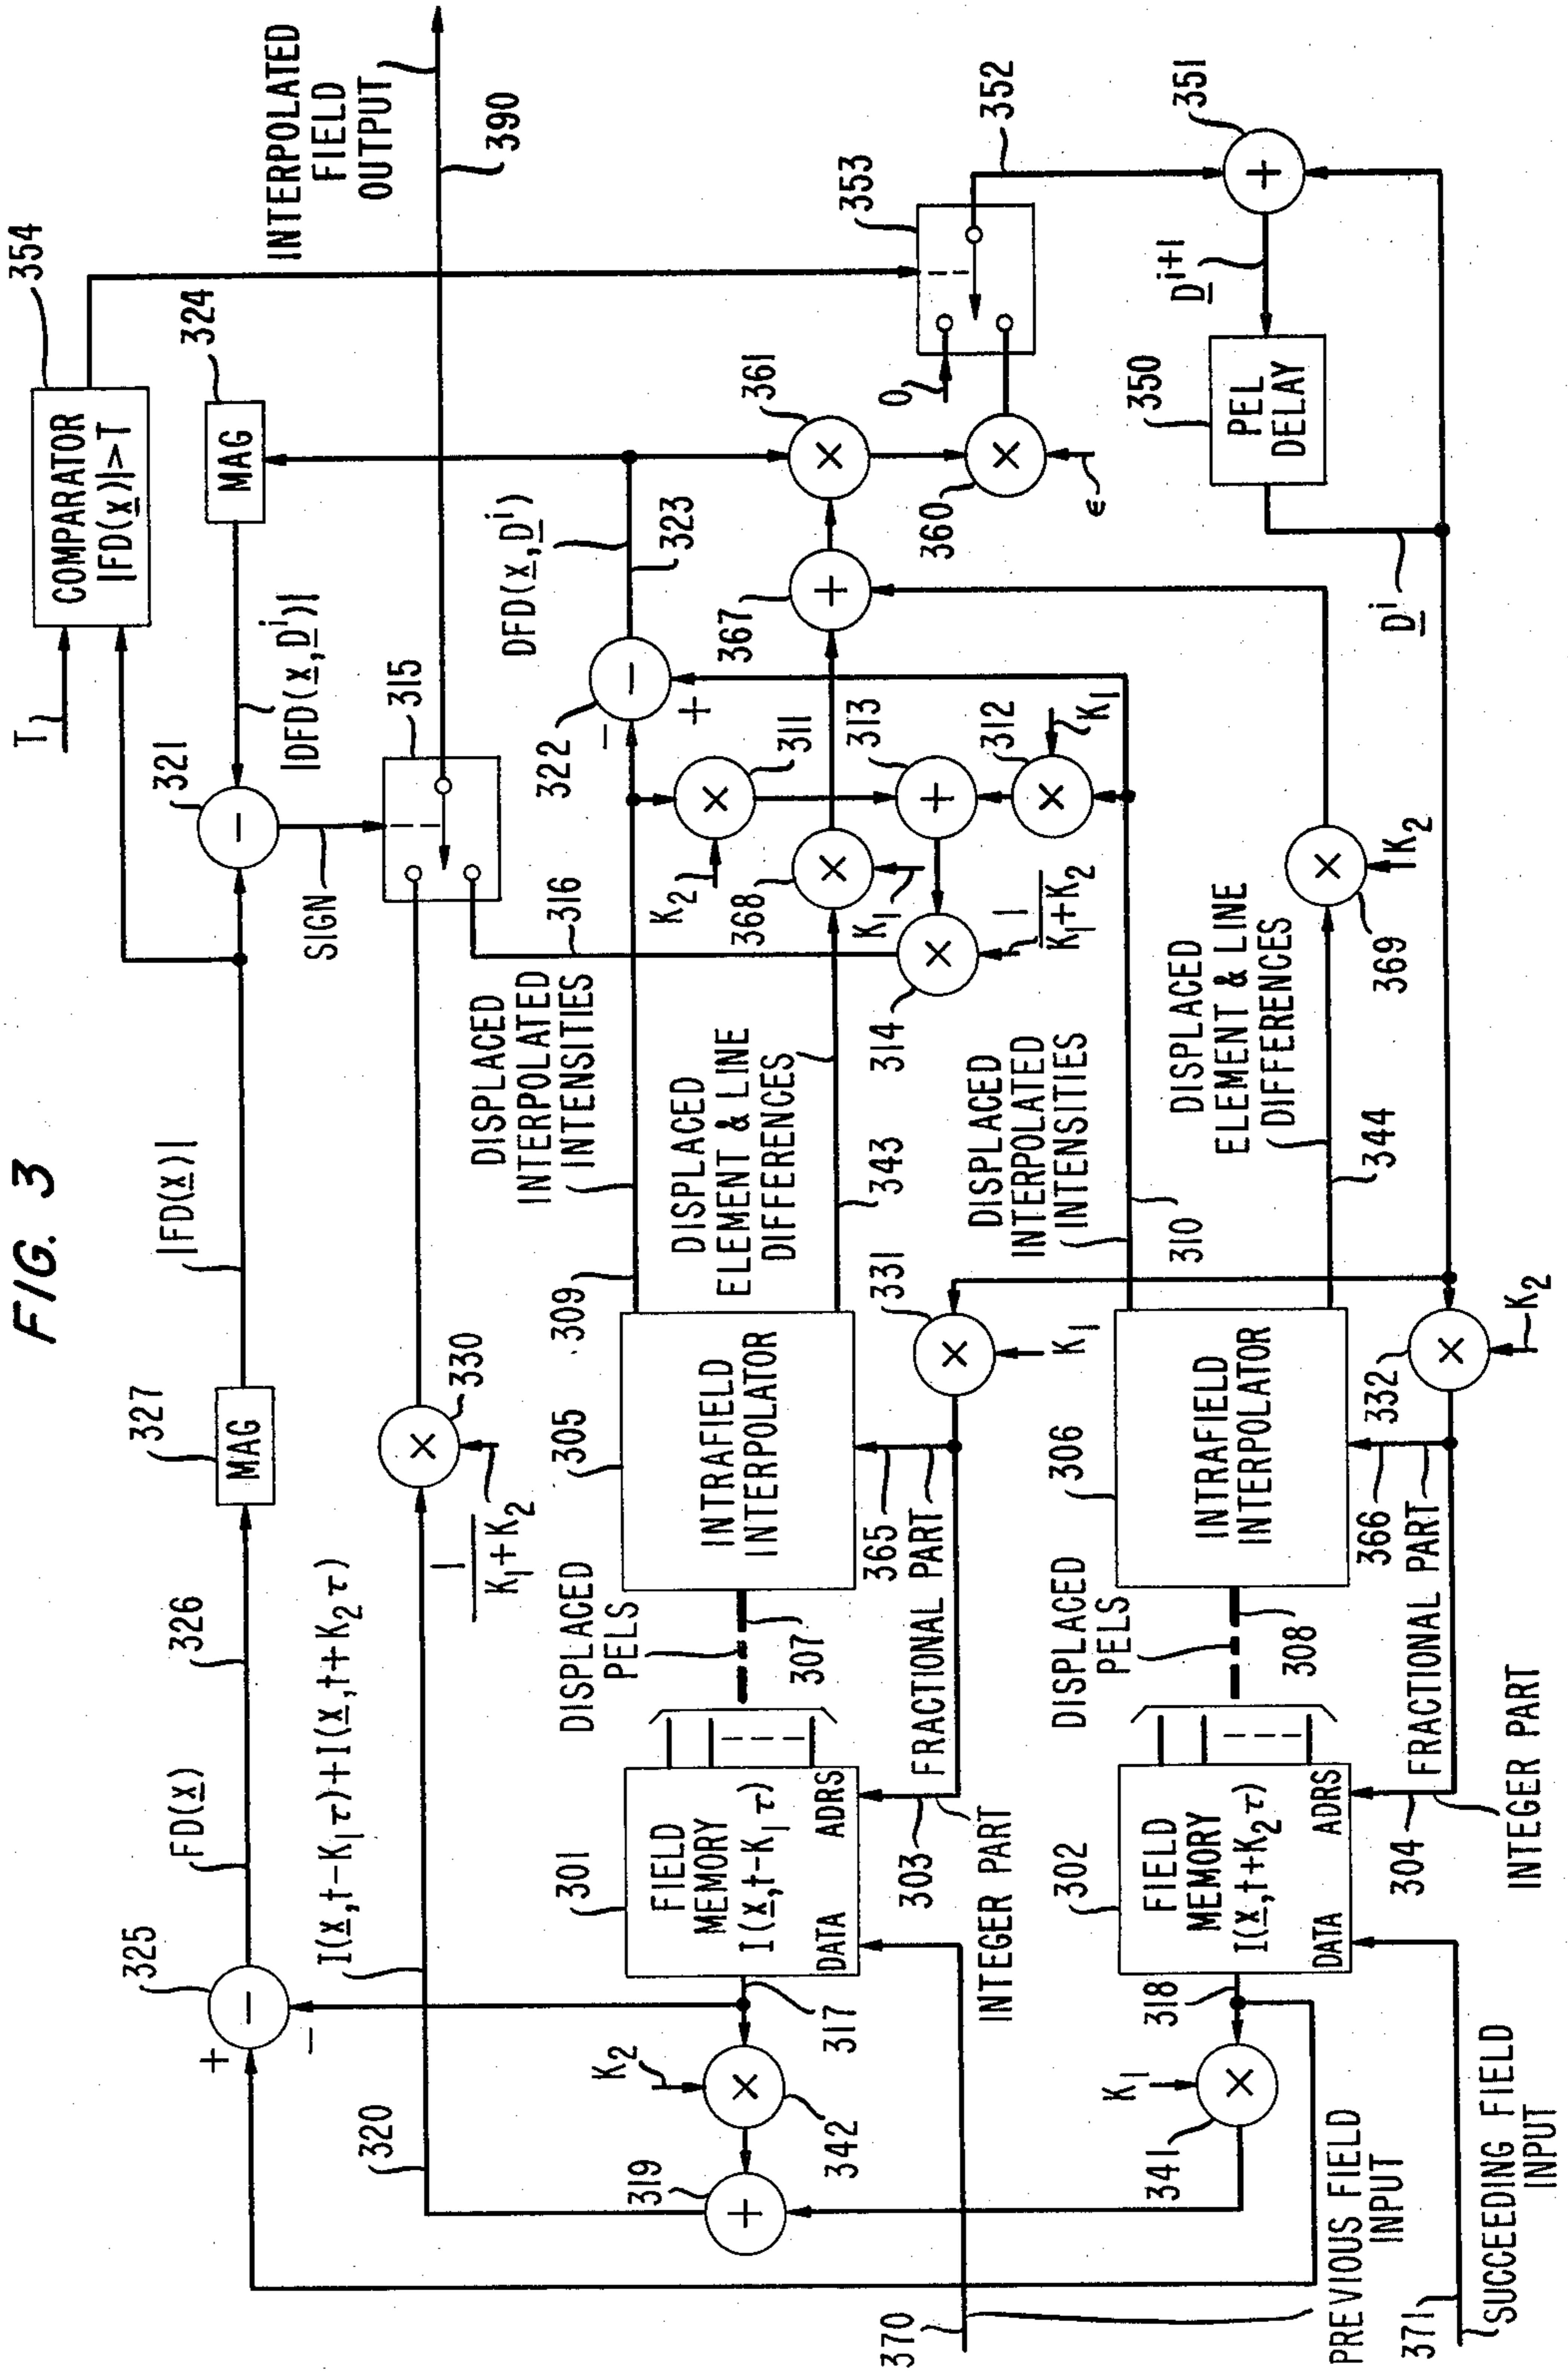 FIG. 3
T
COMPARATOR
|FD(x)|>T
354
325
+
−
−
FD(x)
326
327
MAG
|FD(x)|
321
−
|DFD(x,D^i)|
MAG
324
SIGN
315
INTERPOLATED
FIELD
OUTPUT
390
320
I(x,t-K₁τ)+I(x,t+K₂τ)
330
×
1
K₁+K₂
316
319
+
342
×
K₂
317
301
FIELD
MEMORY
I(x,t-K₁τ)
DATA
ADRS
DISPLACED
PELS
307
305
INTRAFIELD
INTERPOLATOR
309
DISPLACED
INTERPOLATED
INTENSITIES
322
−
+
−
DFD(x,D^i)
323
DISPLACED
ELEMENT & LINE
DIFFERENCES
343
K₂
×
311
368
×
K₁
313
+
312
×
K₁
314
×
1
K₁+K₂
367
+
361
×
360
×
ε
0
353
352
351
+
D^i+1
350
PEL
DELAY
D^i
370
PREVIOUS FIELD
INPUT
303
INTEGER PART
FRACTIONAL PART
365
331
×
K₁
341
×
K₁
318
302
FIELD
MEMORY
I(x,t+K₂τ)
DATA
ADRS
DISPLACED
PELS
308
306
INTRAFIELD
INTERPOLATOR
310
DISPLACED
INTERPOLATED
INTENSITIES
344
DISPLACED
ELEMENT & LINE
DIFFERENCES
369
×
K₂
371
SUCCEEDING FIELD
INPUT
304
INTEGER PART
FRACTIONAL PART
366
332
×
K₂